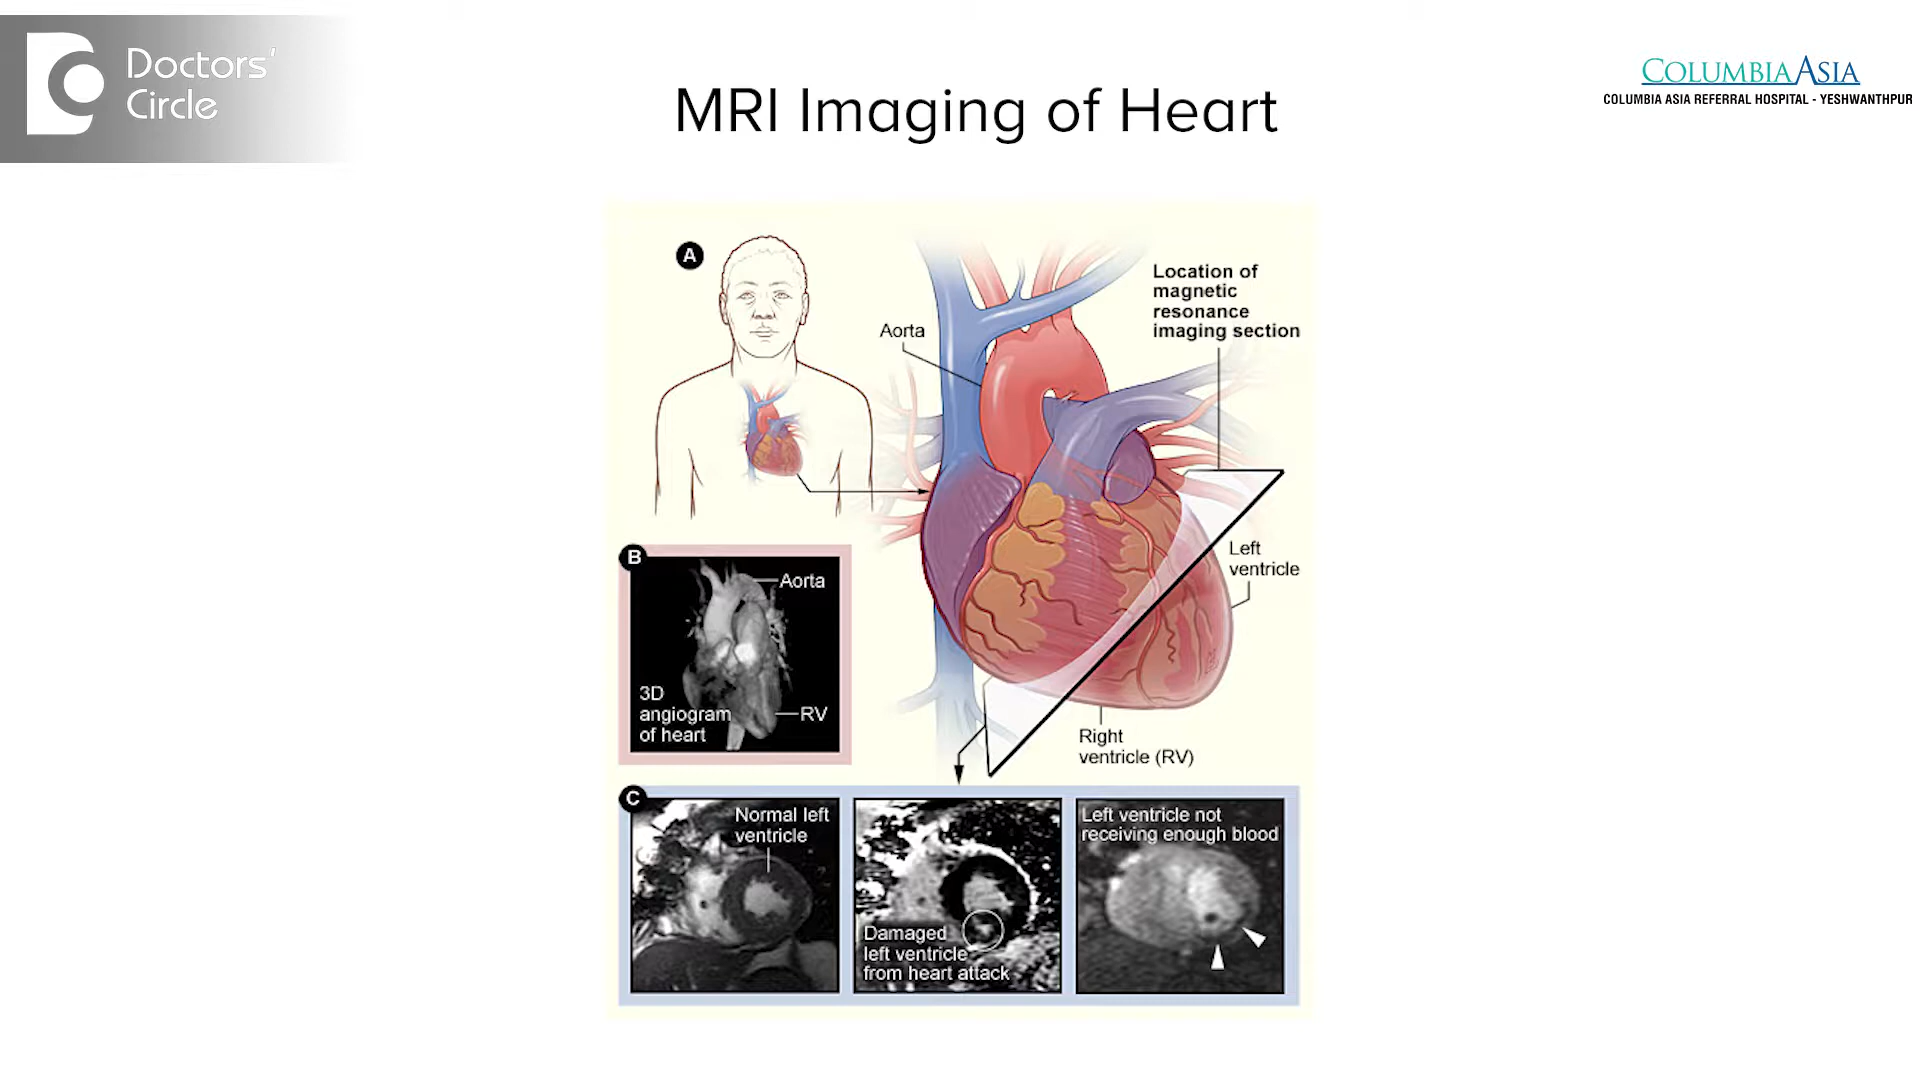 Doctors'
Circle
MRI Imaging of Heart
COLUMBIAASIA
COLUMBIA ASIA REFERRAL HOSPITAL - YESHWANTHPUR
A
Aorta
Location of
magnetic
resonance
imaging section
Left
ventricle
Right
ventricle (RV)
B
Aorta
3D
angiogram
of heart
RV
C
Normal left
ventricle
Damaged
left ventricle
from heart attack
Left ventricle not
receiving enough blood